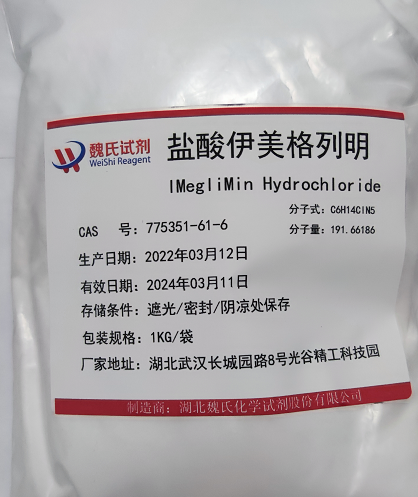 魏氏试剂
WeiShi Reagent
盐酸伊美格列明
IMegliMin Hydrochloride
分子式: C6H14ClN5
CAS 号: 775351-61-6
分子量: 191.66186
生产日期: 2022年03月12日
有效日期: 2024年03月11日
存储条件: 遮光/密封/阴凉处保存
包装规格: 1KG/袋
厂家地址: 湖北武汉长城园路8号光谷精工科技园
制造商: 湖北魏氏化学试剂股份有限公司